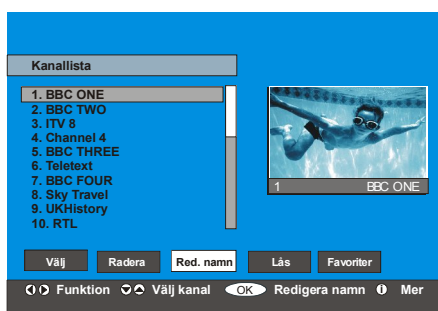 Kanallista
1. BBC ONE
2. BBC TWO
3. ITV 8
4. Channel 4
5. BBC THREE
6. Teletext
7. BBC FOUR
8. Sky Travel
9. UKHistory
10. RTL
1 BBC ONE
Välj Radera Red. namn Lås Favoriter
Funktion Välj kanal OK Redigera namn i Mer